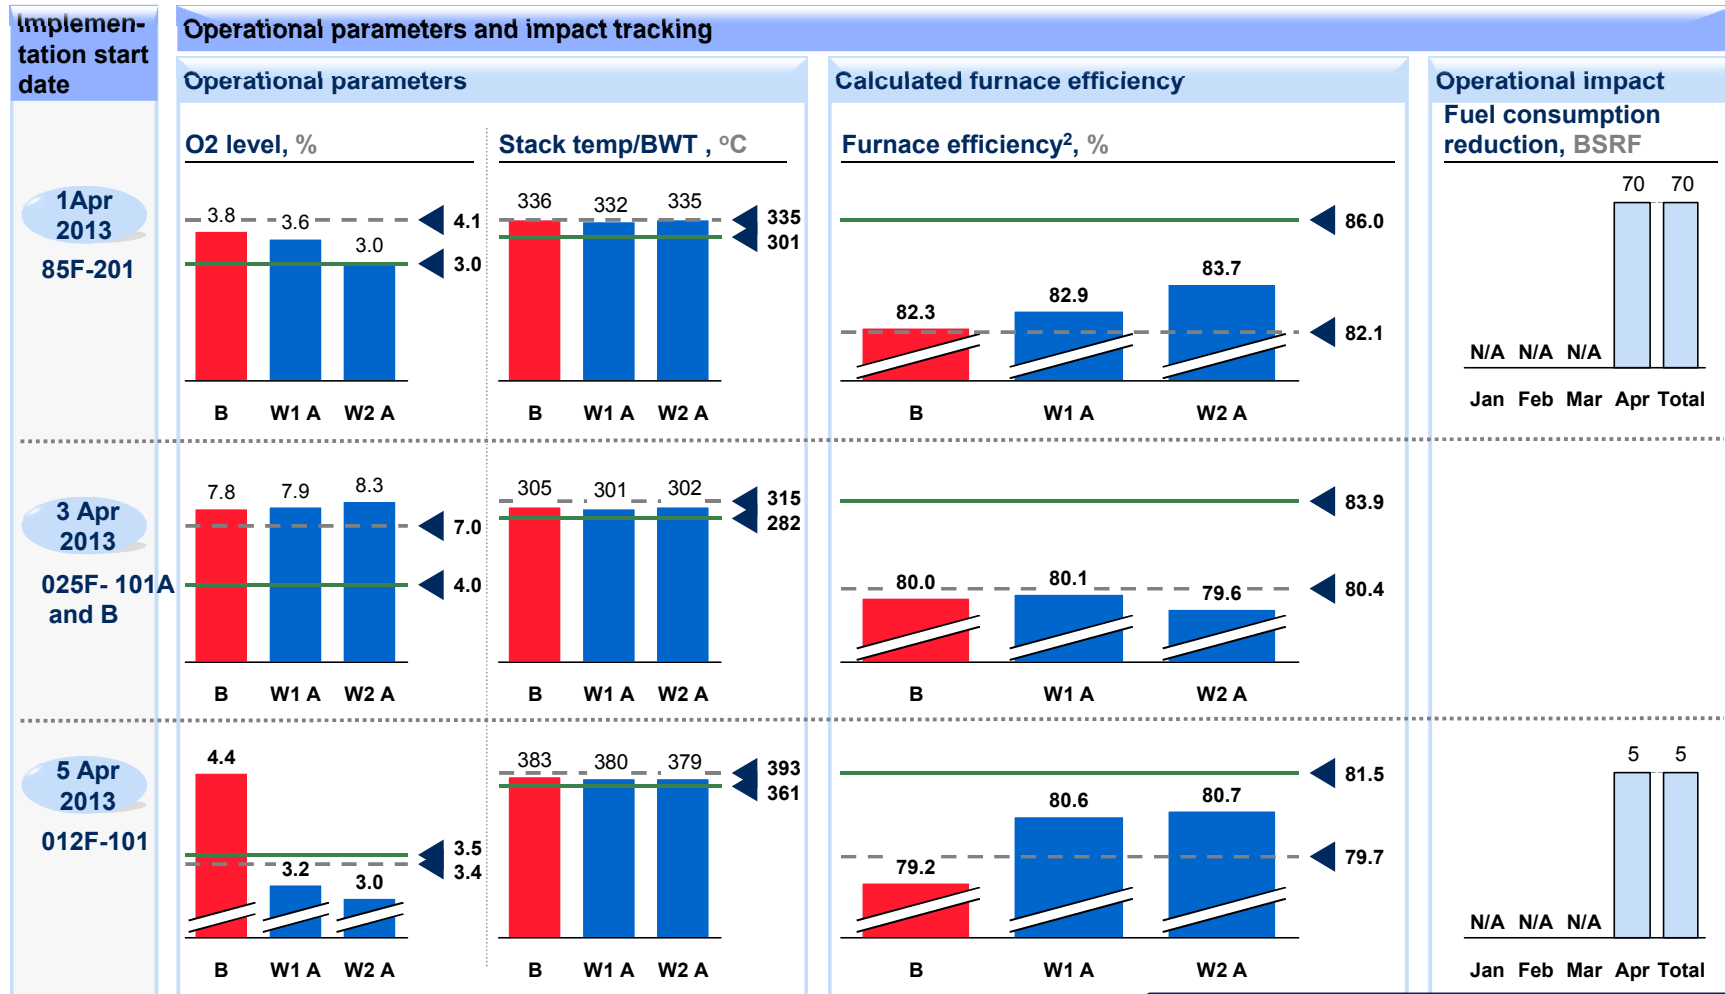 Implemen-
tation start
date
Operational parameters and impact tracking
Operational parameters
Calculated furnace efficiency
Operational impact
O2 level, %
Stack temp/BWT , oC
Furnace efficiency2, %
Fuel consumption
reduction, BSRF
1Apr
2013
85F-201
3.8
3.6
3.0
4.1
3.0
B W1 A W2 A
336
332
335
335
301
B W1 A W2 A
82.3
82.9
83.7
86.0
82.1
B W1 A W2 A
70 70
N/A N/A N/A
Jan Feb Mar Apr Total
3 Apr
2013
025F- 101A
and B
7.8
7.9
8.3
7.0
4.0
B W1 A W2 A
305
301
302
315
282
B W1 A W2 A
80.0
80.1
79.6
83.9
80.4
B W1 A W2 A
5 Apr
2013
012F-101
4.4
3.2
3.0
3.5
3.4
B W1 A W2 A
383
380
379
393
361
B W1 A W2 A
79.2
80.6
80.7
81.5
79.7
B W1 A W2 A
5 5
N/A N/A N/A
Jan Feb Mar Apr Total